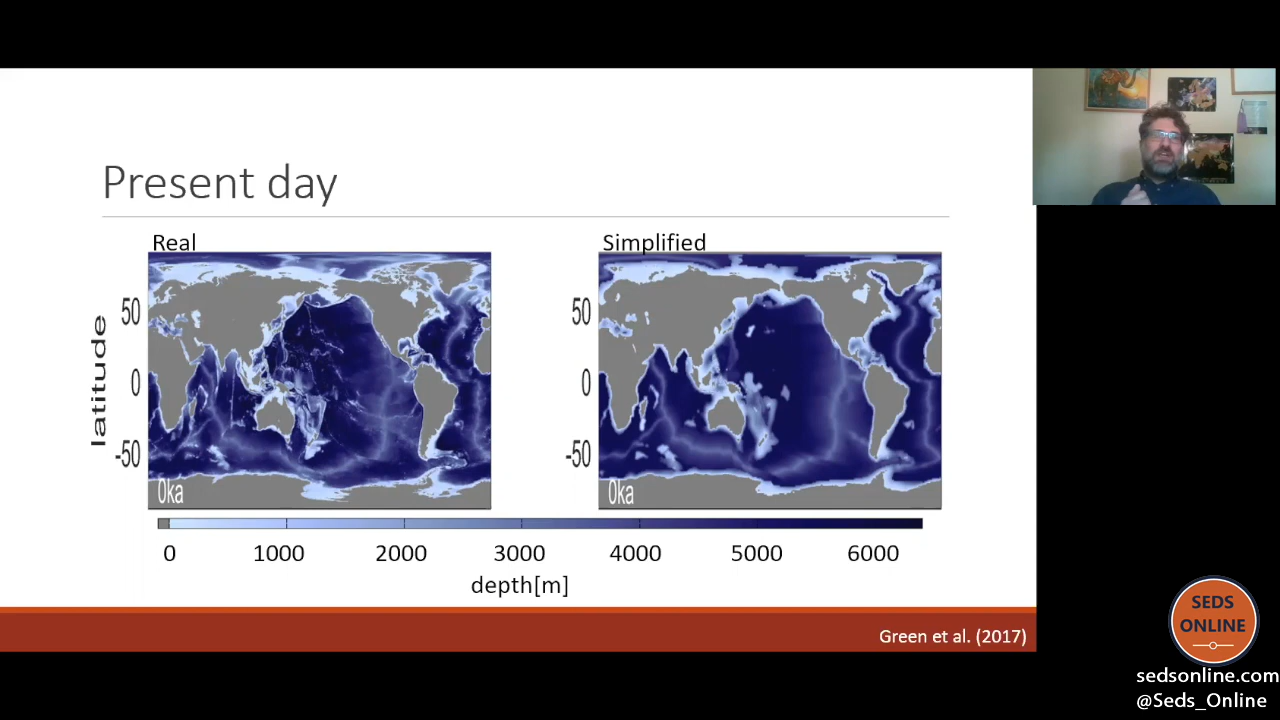 Present day
Real
Simplified
latitude
50
0
-50
0ka
50
0
-50
0ka
0
1000
2000
3000
4000
5000
6000
depth[m]
Green et al. (2017)
SEDS
ONLINE
sedsonline.com
@Seds_Online